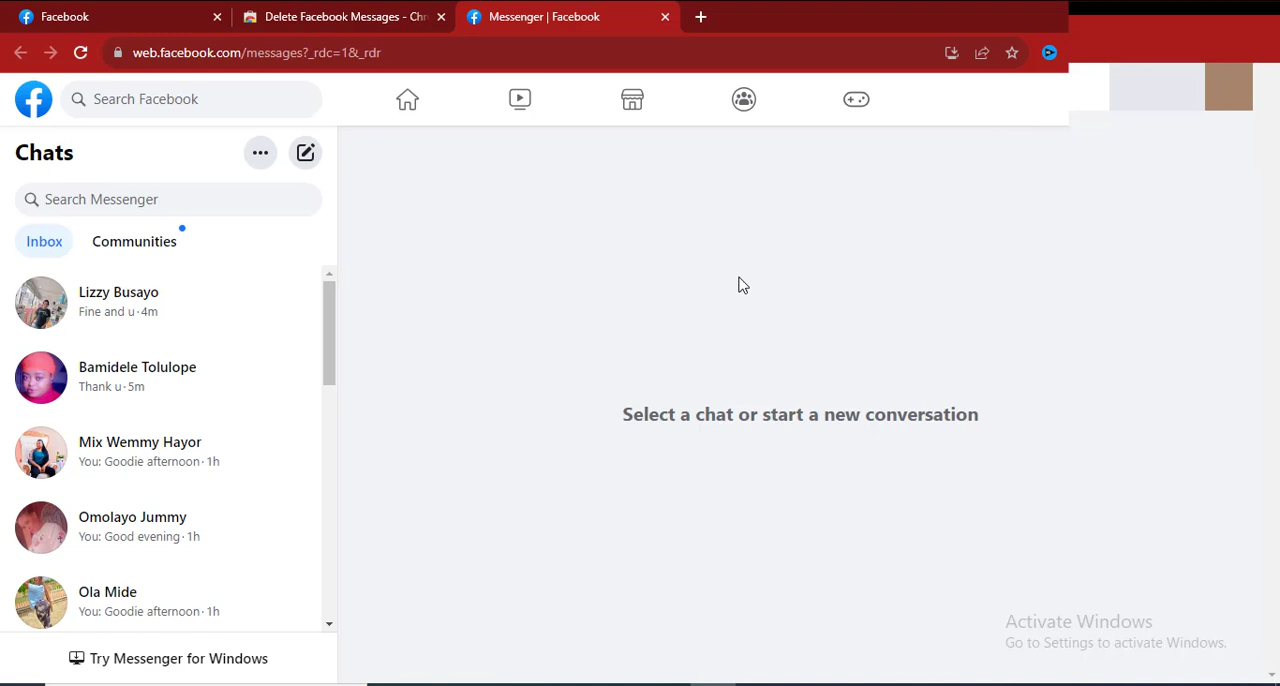 Facebook
Delete Facebook Messages - Chr
Messenger | Facebook
web.facebook.com/messages?_rdc=1&_rdr
Search Facebook
Chats
Search Messenger
Inbox
Communities
Lizzy Busayo
Fine and u · 4m
Bamidele Tolulope
Thank u · 5m
Mix Wemmy Hayor
You: Goodie afternoon · 1h
Omolayo Jummy
You: Good evening · 1h
Ola Mide
You: Goodie afternoon · 1h
Try Messenger for Windows
Select a chat or start a new conversation
Activate Windows
Go to Settings to activate Windows.